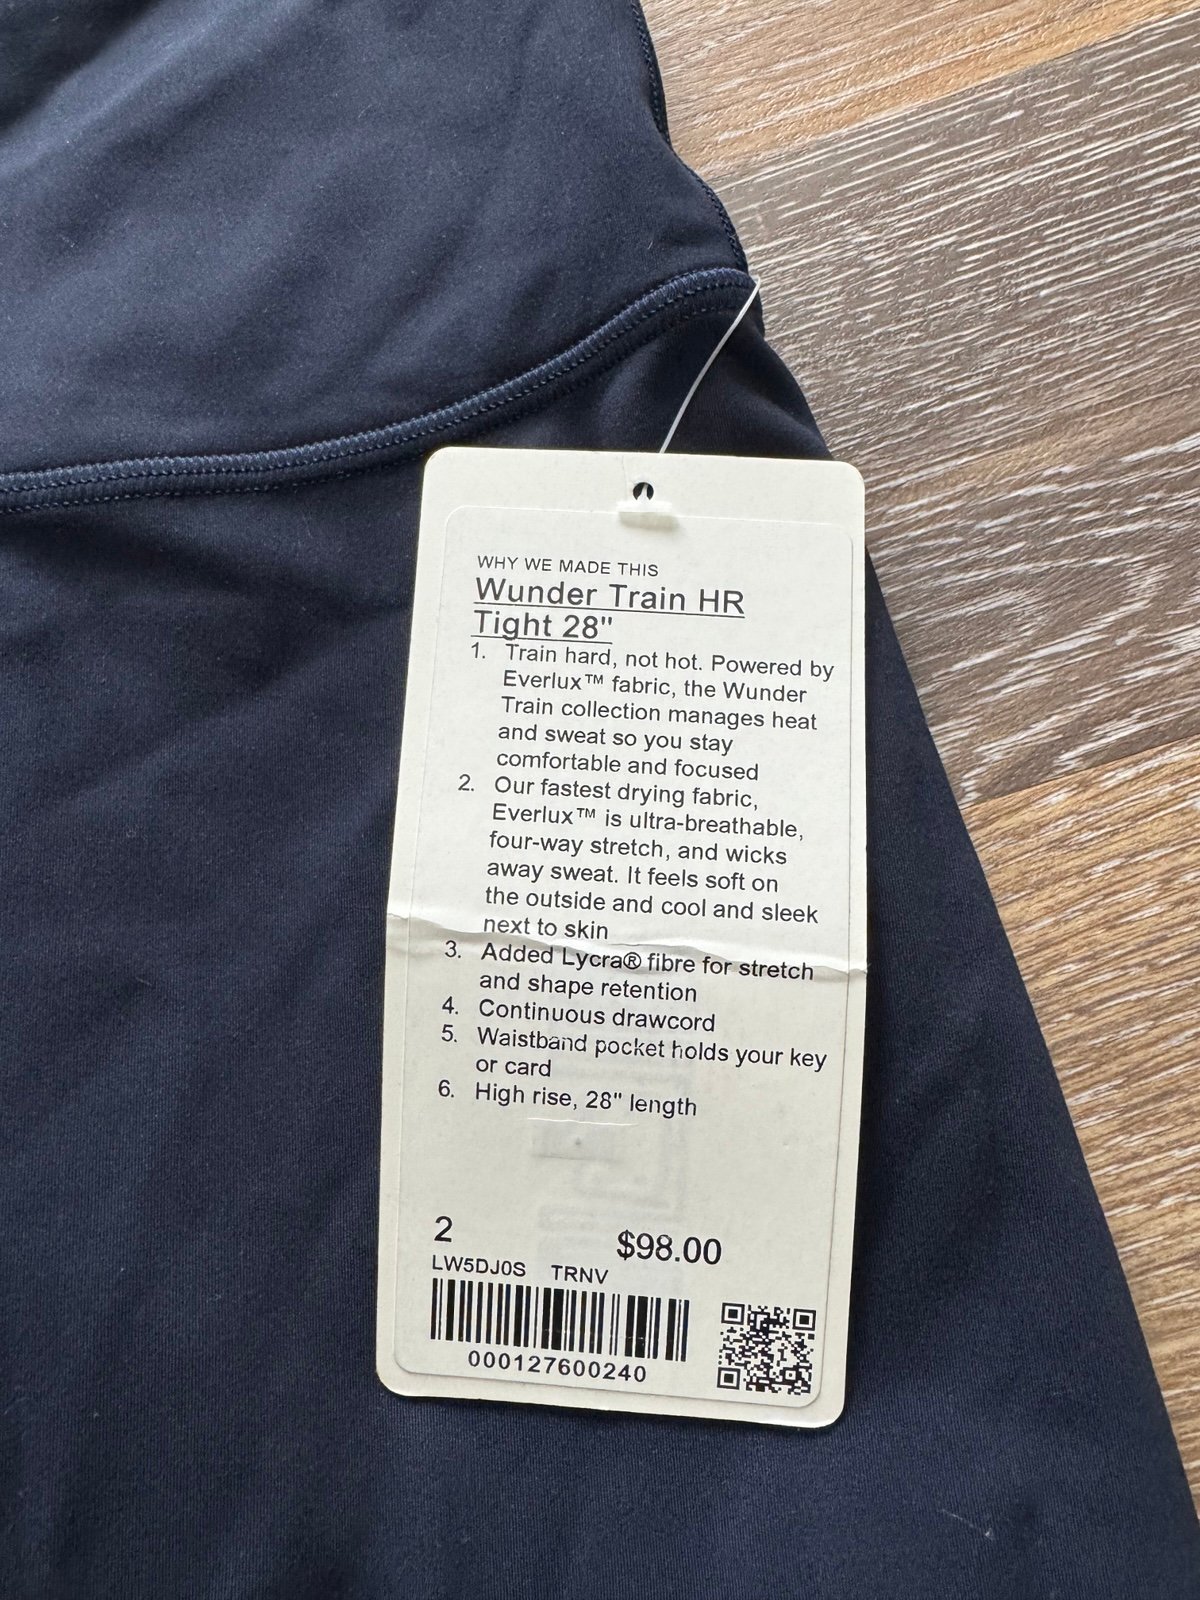 WHY WE MADE THIS
Wunder Train HR
Tight 28"
1. Train hard, not hot. Powered by
Everlux™ fabric, the Wunder
Train collection manages heat
and sweat so you stay
comfortable and focused
2. Our fastest drying fabric,
Everlux™ is ultra-breathable,
four-way stretch, and wicks
away sweat. It feels soft on
the outside and cool and sleek
next to skin
3. Added Lycra® fibre for stretch
and shape retention
4. Continuous drawcord
5. Waistband pocket holds your key
or card
6. High rise, 28" length
2 $98.00
LW5DJ0S TRNV
000127600240